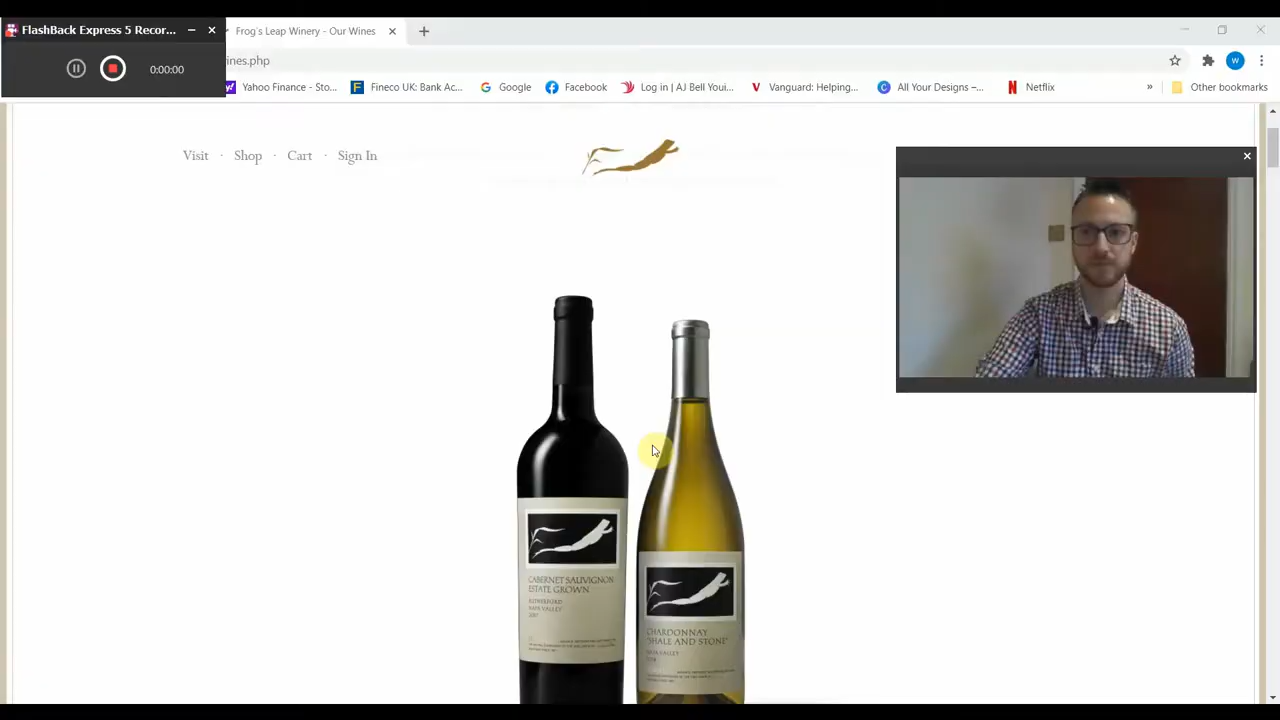 FlashBack Express 5 Recor...
0:00:00
Frog's Leap Winery - Our Wines
ines.php
W
Yahoo Finance - Sto...
Fineco UK: Bank Ac...
Google
Facebook
Log in | AJ Bell Youi...
Vanguard: Helping...
All Your Designs –...
Netflix
»
Other bookmarks
Visit · Shop · Cart · Sign In
CABERNET SAUVIGNON
ESTATE GROWN
RUTHERFORD
NAPA VALLEY
CHARDONNAY
"SHALE AND STONE"
NAPA VALLEY